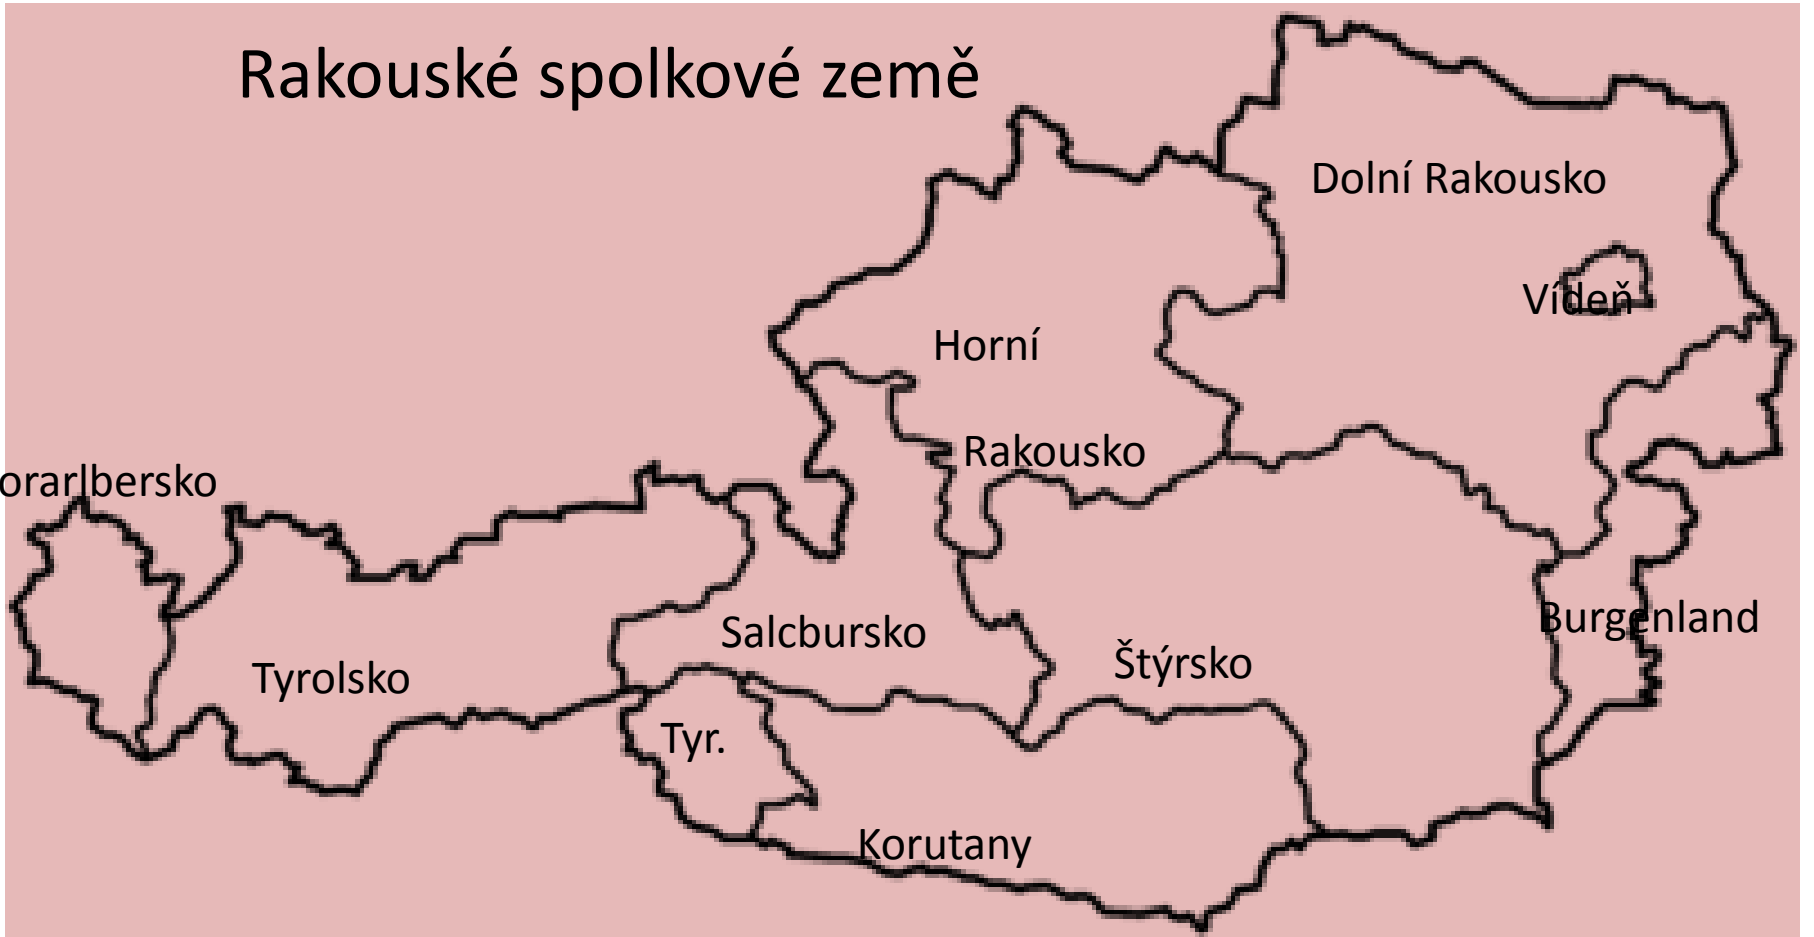 Rakouské spolkové země
Dolní Rakousko
Vídeň
Horní
Rakousko
orarlbersko
Burgenland
Salcbursko
Štýrsko
Tyrolsko
Tyr.
Korutany